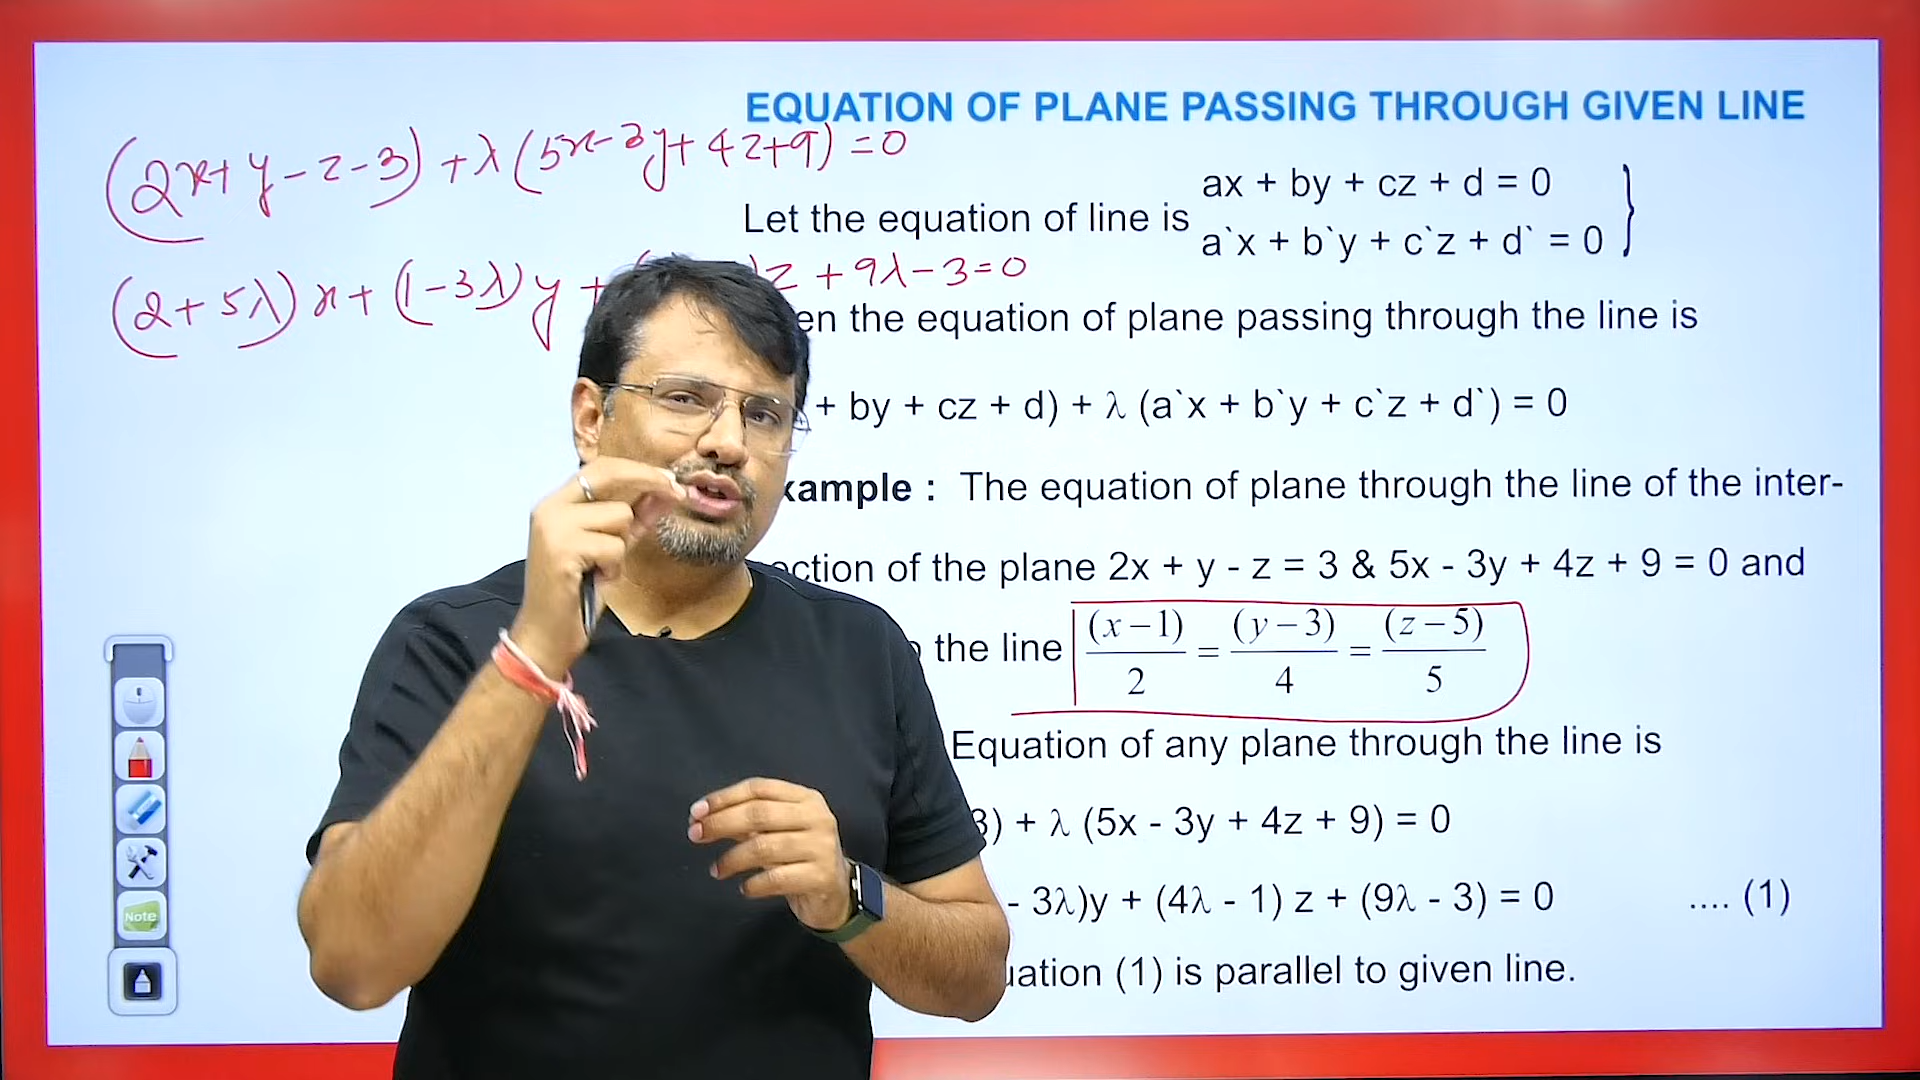 EQUATION OF PLANE PASSING THROUGH GIVEN LINE
(2x+y-z-3)+λ(5x-3y+4z+9)=0
ax + by + cz + d = 0
Let the equation of line is
a`x + b`y + c`z + d` = 0
(2+5λ)x+(1-3λ)y+ z+9λ-3=0
the equation of plane passing through the line is
+ by + cz + d) + λ (a`x + b`y + c`z + d`) = 0
: The equation of plane through the line of the inter-
of the plane 2x + y - z = 3 & 5x - 3y + 4z + 9 = 0 and
the line (x-1)/2 = (y-3)/4 = (z-5)/5
Equation of any plane through the line is
3) + λ (5x - 3y + 4z + 9) = 0
- 3λ)y + (4λ - 1) z + (9λ - 3) = 0 .... (1)
(1) is parallel to given line.
Note